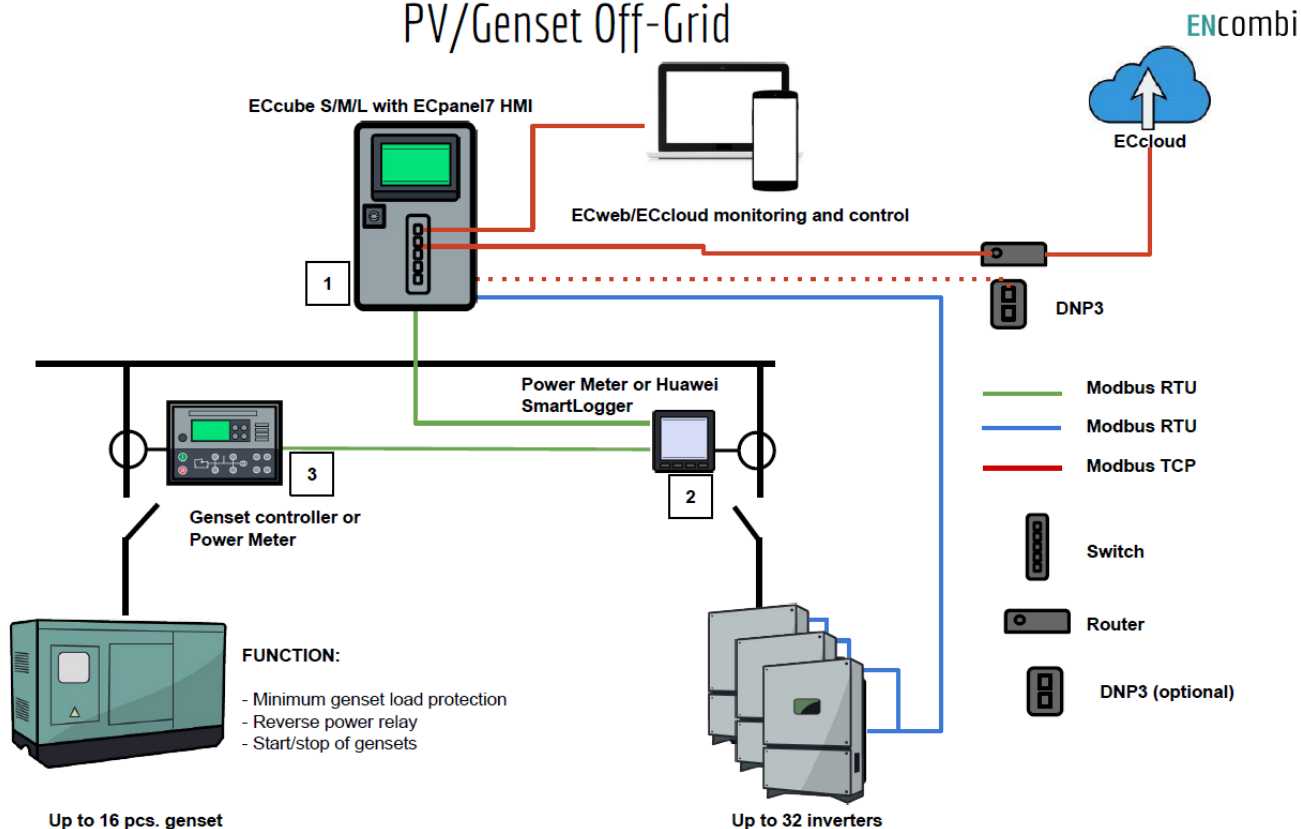 PV/Genset Off-Grid
ENcombi
ECcube S/M/L with ECpanel7 HMI
ECcloud
ECweb/ECcloud monitoring and control
1
DNP3
Power Meter or Huawei
SmartLogger
Modbus RTU
Modbus RTU
Modbus TCP
3
2
Genset controller or
Power Meter
Switch
Router
FUNCTION:
- Minimum genset load protection
- Reverse power relay
- Start/stop of gensets
DNP3 (optional)
Up to 16 pcs. genset
Up to 32 inverters